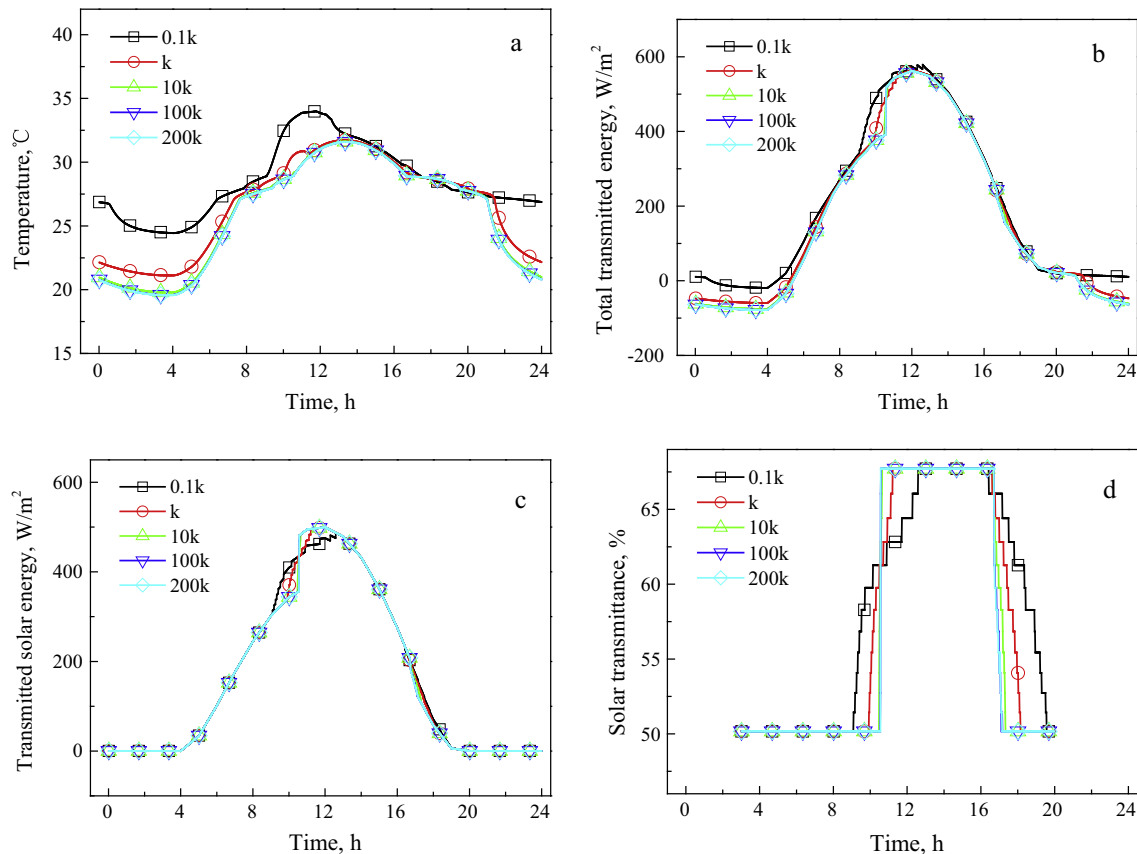 a
0.1k
k
10k
100k
200k
Temperature,℃
40
35
30
25
20
15
0 4 8 12 16 20 24
Time, h
b
0.1k
k
10k
100k
200k
Total transmitted energy, W/m²
600
400
200
0
-200
0 4 8 12 16 20 24
Time, h
c
0.1k
k
10k
100k
200k
Transmitted solar energy, W/m²
600
400
200
0
0 4 8 12 16 20 24
Time, h
d
0.1k
k
10k
100k
200k
Solar transmittance, %
65
60
55
50
0 4 8 12 16 20 24
Time, h